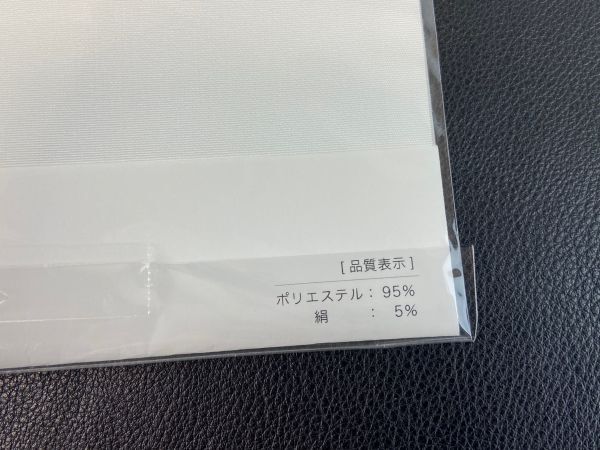 [品質表示]
ポリエステル： 95%
絹 ： 5%